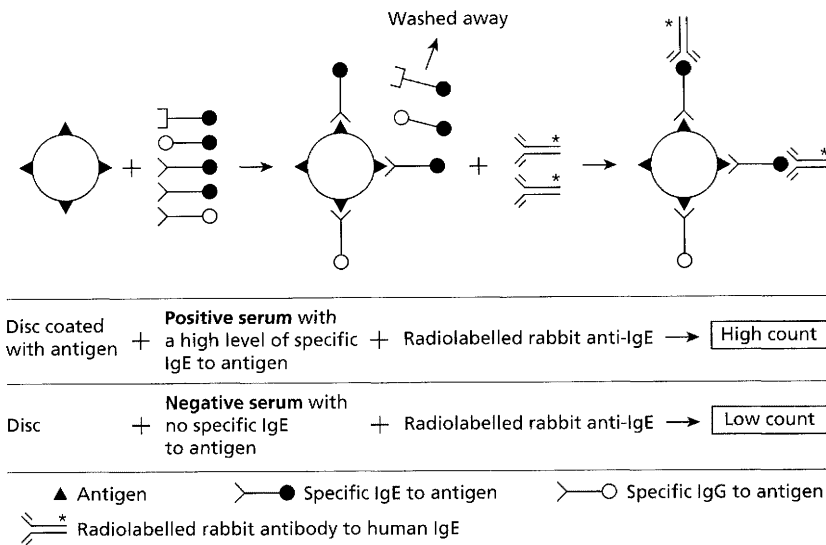 Washed away
*
+
+
*
*
*
Disc coated
with antigen
+
Positive serum with
a high level of specific
IgE to antigen
+
Radiolabelled rabbit anti-IgE
High count
Disc
+
Negative serum with
no specific IgE
to antigen
+
Radiolabelled rabbit anti-IgE
Low count
Antigen
Specific IgE to antigen
Specific IgG to antigen
*
Radiolabelled rabbit antibody to human IgE